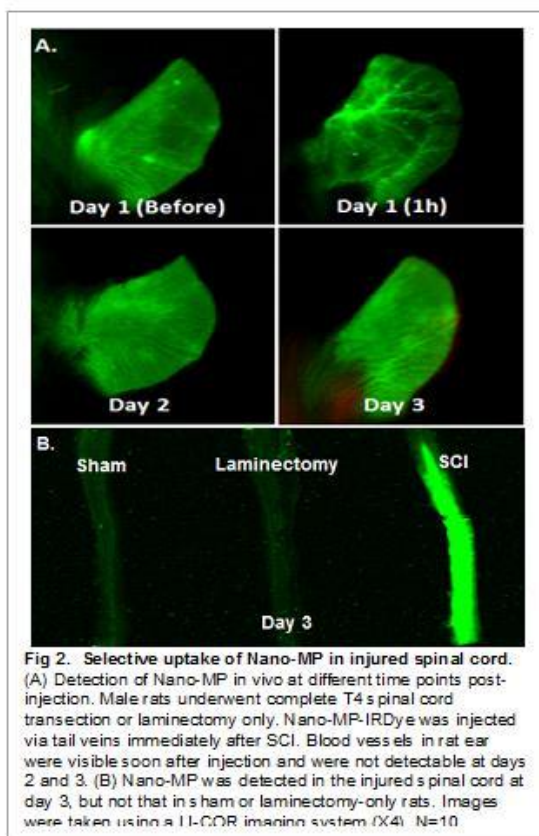 A.
Day 1 (Before)
Day 1 (1h)
Day 2
Day 3
B.
Sham
Laminectomy
SCI
Day 3
Fig 2. Selective uptake of Nano-MP in injured spinal cord.
(A) Detection of Nano-MP in vivo at different time points post-
injection. Male rats underwent complete T4 spinal cord
transection or laminectomy only. Nano-MP-IRDye was injected
via tail veins immediately after SCI. Blood vessels in rat ear
were visible soon after injection and were not detectable at days
2 and 3. (B) Nano-MP was detected in the injured spinal cord at
day 3, but not that in sham or laminectomy-only rats. Images
were taken using a LI-COR imaging system (X4). N=10